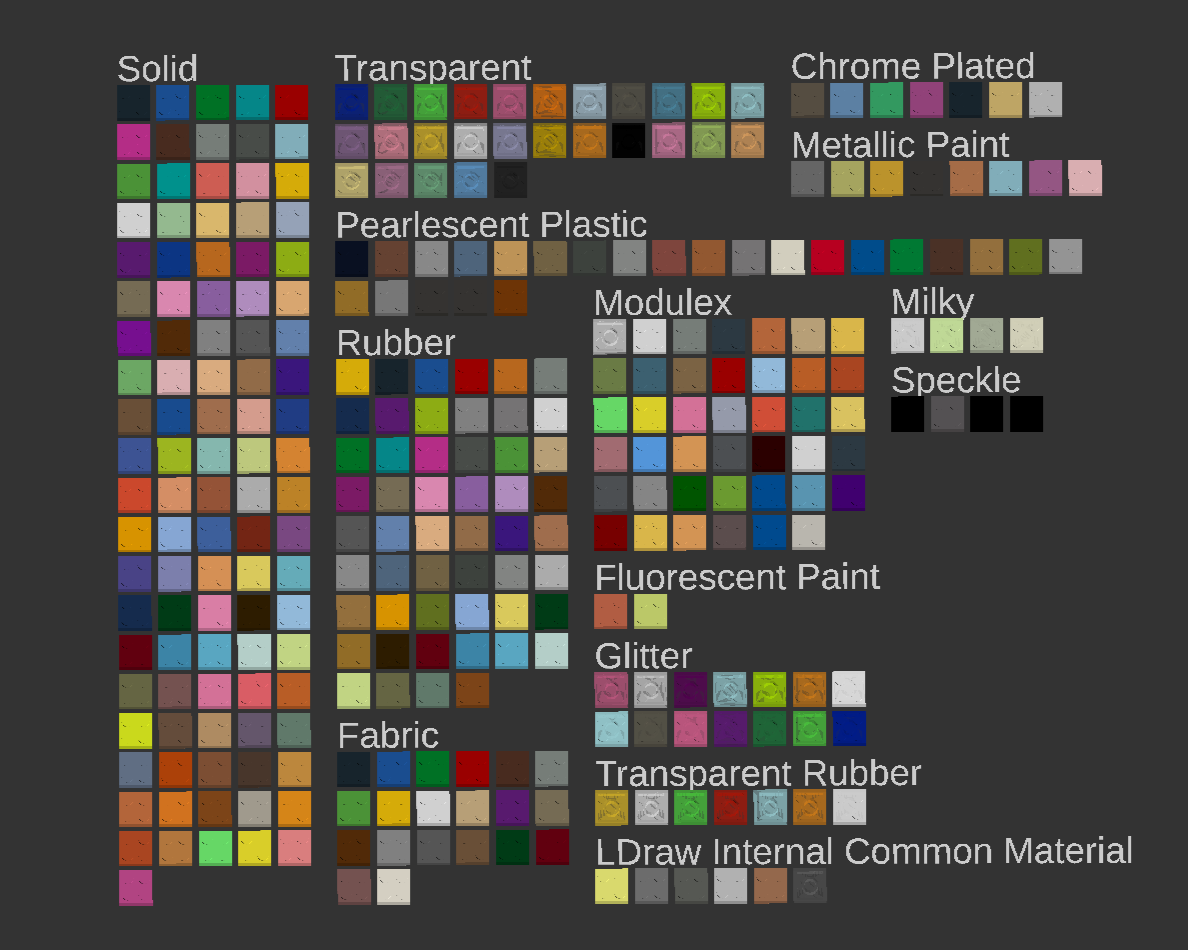 Solid
Transparent
Chrome Plated
Metallic Paint
Pearlescent Plastic
Rubber
Modulex
Milky
Speckle
Fluorescent Paint
Glitter
Fabric
Transparent Rubber
LDraw Internal Common Material